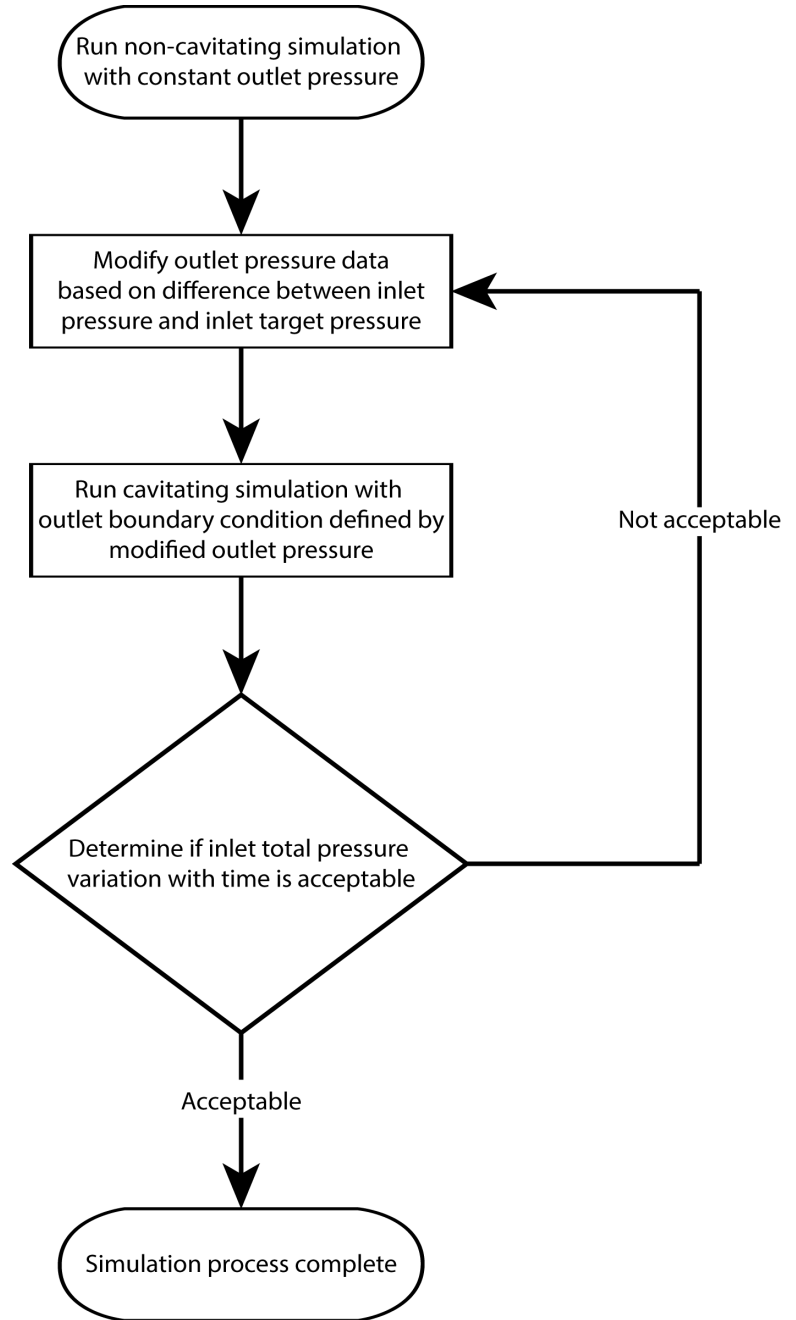 Run non-cavitating simulation
with constant outlet pressure
Modify outlet pressure data
based on difference between inlet
pressure and inlet target pressure
Run cavitating simulation with
outlet boundary condition defined by
modified outlet pressure
Not acceptable
Determine if inlet total pressure
variation with time is acceptable
Acceptable
Simulation process complete